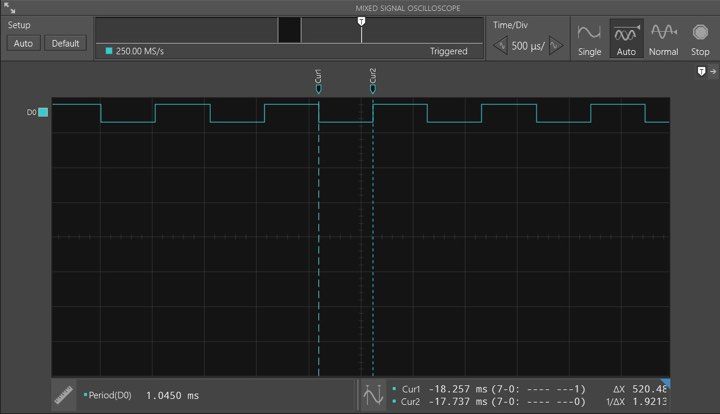 MIXED SIGNAL OSCILLOSCOPE
Setup
Auto
Default
T
250.00 MS/s
Triggered
Time/Div
500 µs/
Single
Auto
Normal
Stop
T
Cur1
Cur2
D0
Period(D0) 1.0450 ms
Cur1 -18.257 ms (7-0: ---- ---1) ΔX 520.48
Cur2 -17.737 ms (7-0: ---- ---0) 1/ΔX 1.9213